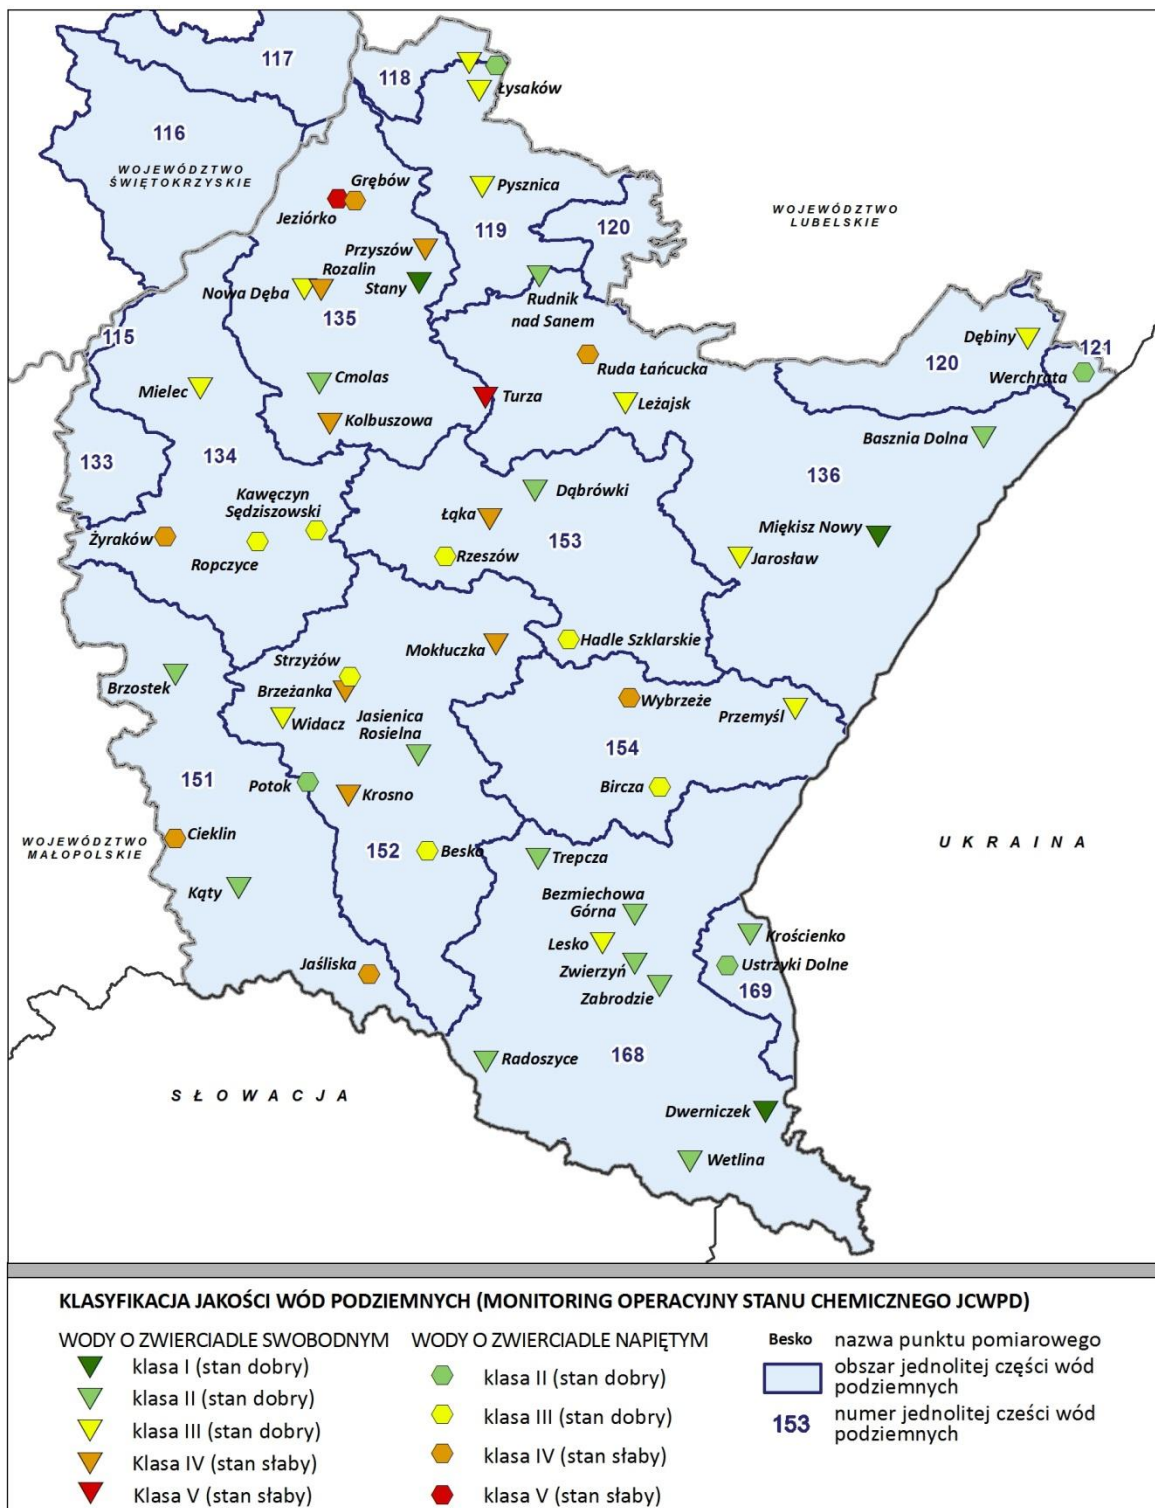 117
118
Łysaków
116
WOJEWÓDZTWO
ŚWIĘTOKRZYSKIE
Grębów
Jeziórko
Pysznica
WOJEWÓDZTWO
LUBELSKIE
119
120
Przyszów
Rozalin
Stany
Nowa Dęba
Rudnik
nad Sanem
135
115
Dębiny
121
120
Werchrata
Ruda Łańcucka
Cmolas
Mielec
Turza
Leżajsk
Kolbuszowa
Basznia Dolna
133
134
136
Kawęczyn
Sędziszowski
Dąbrówki
Łąka
Miękisz Nowy
Żyraków
153
Rzeszów
Jarosław
Ropczyce
Hadle Szklarskie
Mokłuczka
Strzyżów
Brzostek
Brzeżanka
Wybrzeże
Przemyśl
Widacz
Jasienica
Rosielna
154
151
Potok
Bircza
Krosno
Cieklin
WOJEWÓDZTWO
MAŁOPOLSKIE
UKRAINA
152
Besko
Trepcza
Kąty
Bezmiechowa
Górna
Krościenko
Lesko
Jaśliska
Zwierzyń
Ustrzyki Dolne
Zabrodzie
169
168
Radoszyce
SŁOWACJA
Dwerniczek
Wetlina
KLASYFIKACJA JAKOŚCI WÓD PODZIEMNYCH (MONITORING OPERACYJNY STANU CHEMICZNEGO JCWPD)
WODY O ZWIERCIADLE SWOBODNYM
klasa I (stan dobry)
klasa II (stan dobry)
klasa III (stan dobry)
Klasa IV (stan słaby)
Klasa V (stan słaby)
WODY O ZWIERCIADLE NAPIĘTYM
klasa II (stan dobry)
klasa III (stan dobry)
klasa IV (stan słaby)
klasa V (stan słaby)
Besko nazwa punktu pomiarowego
obszar jednolitej części wód
podziemnych
153 numer jednolitej cześci wód
podziemnych